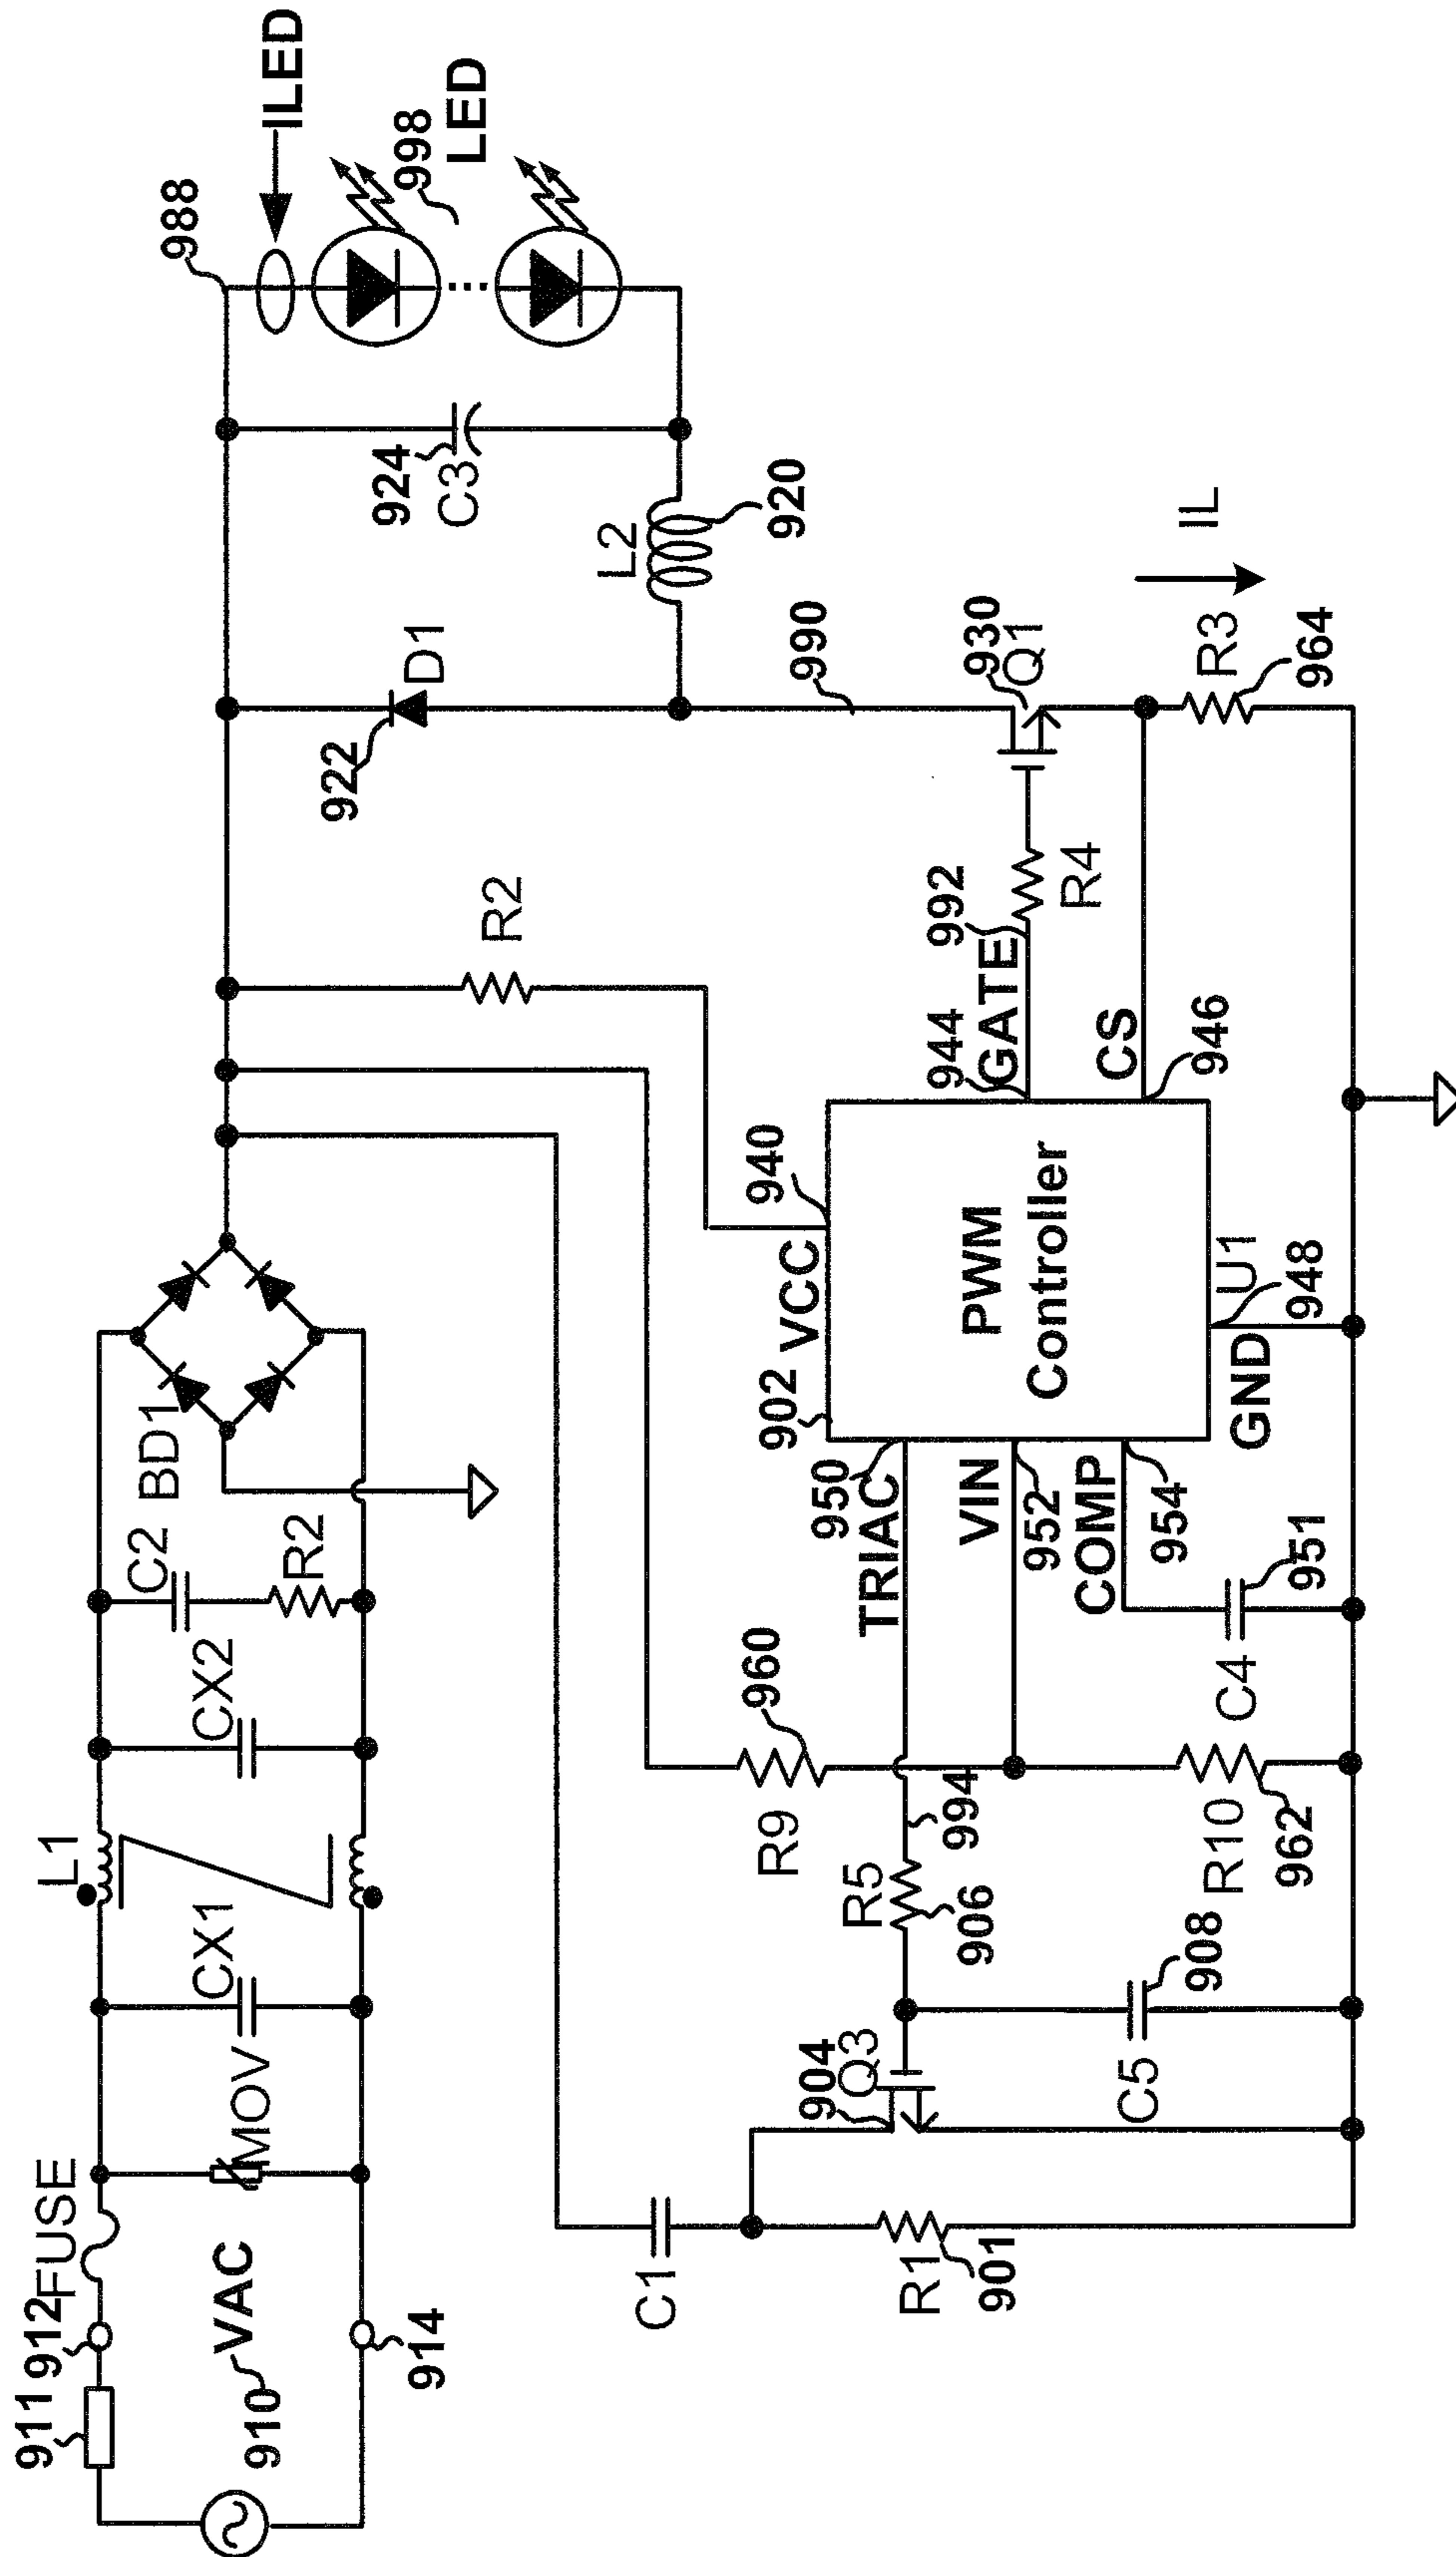 911
912
FUSE
910
VAC
914
MOV
CX1
L1
CX2
C2
R2
BD1
R2
922
D1
L2
920
924
C3
988
ILED
998
LED
C1
R1
901
904
Q3
C5
908
R5
906
994
R9
960
R10
962
C4
951
950
TRIAC
VIN
952
COMP
954
902
VCC
940
PWM
Controller
U1
GND
948
944
GATE
992
R4
CS
946
990
930
Q1
R3
964
IL